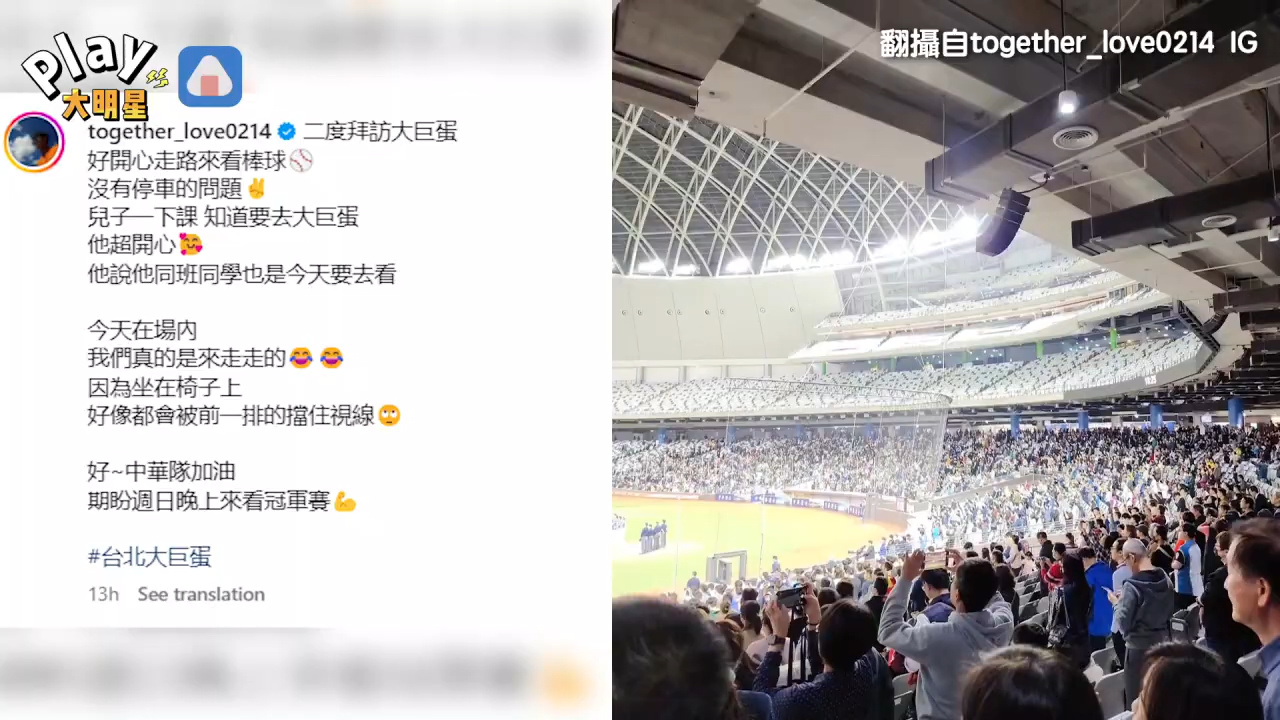 Play
大明星
翻攝自together_love0214 IG
together_love0214 二度拜訪大巨蛋
好開心走路來看棒球⚾
沒有停車的問題✌️
兒子一下課 知道要去大巨蛋
他超開心🥰
他說他同班同學也是今天要去看
今天在場內
我們真的是來走走的😂 😂
因為坐在椅子上
好像都會被前一排的擋住視線🙄
好~中華隊加油
期盼週日晚上來看冠軍賽💪
#台北大巨蛋
13h See translation